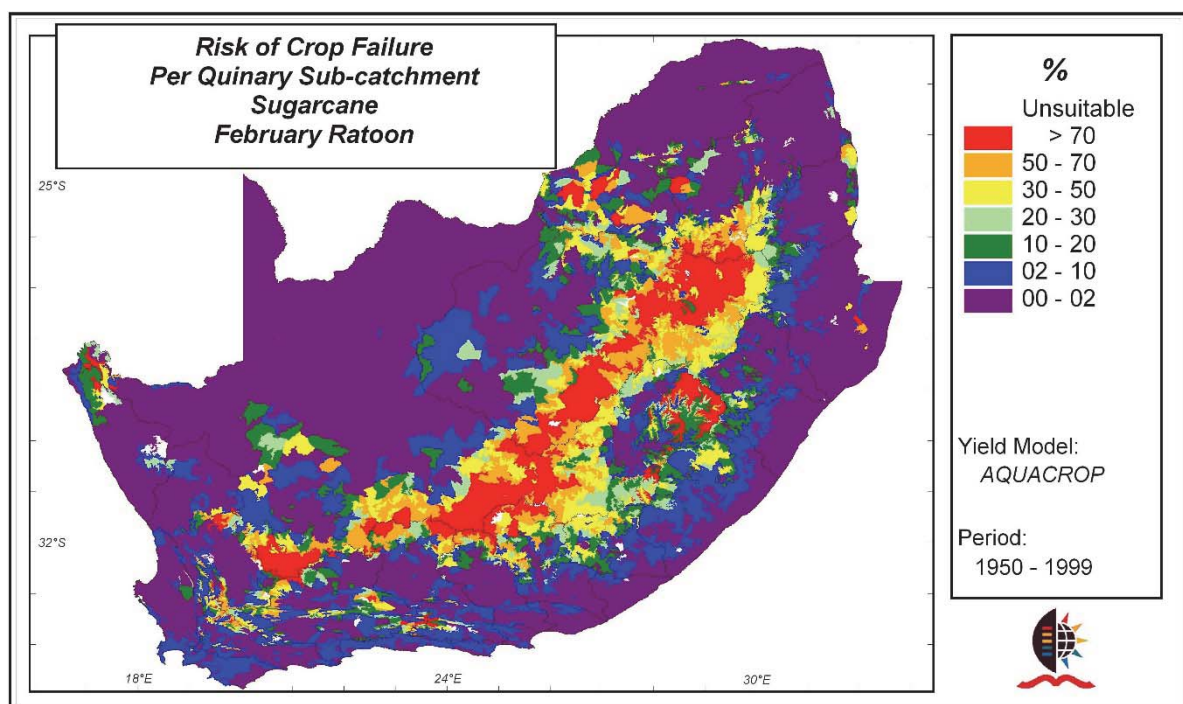 Risk of Crop Failure
Per Quinary Sub-catchment
Sugarcane
February Ratoon
%
Unsuitable
> 70
50 - 70
30 - 50
20 - 30
10 - 20
02 - 10
00 - 02
Yield Model:
AQUACROP
Period:
1950 - 1999
25°S
32°S
18°E
24°E
30°E